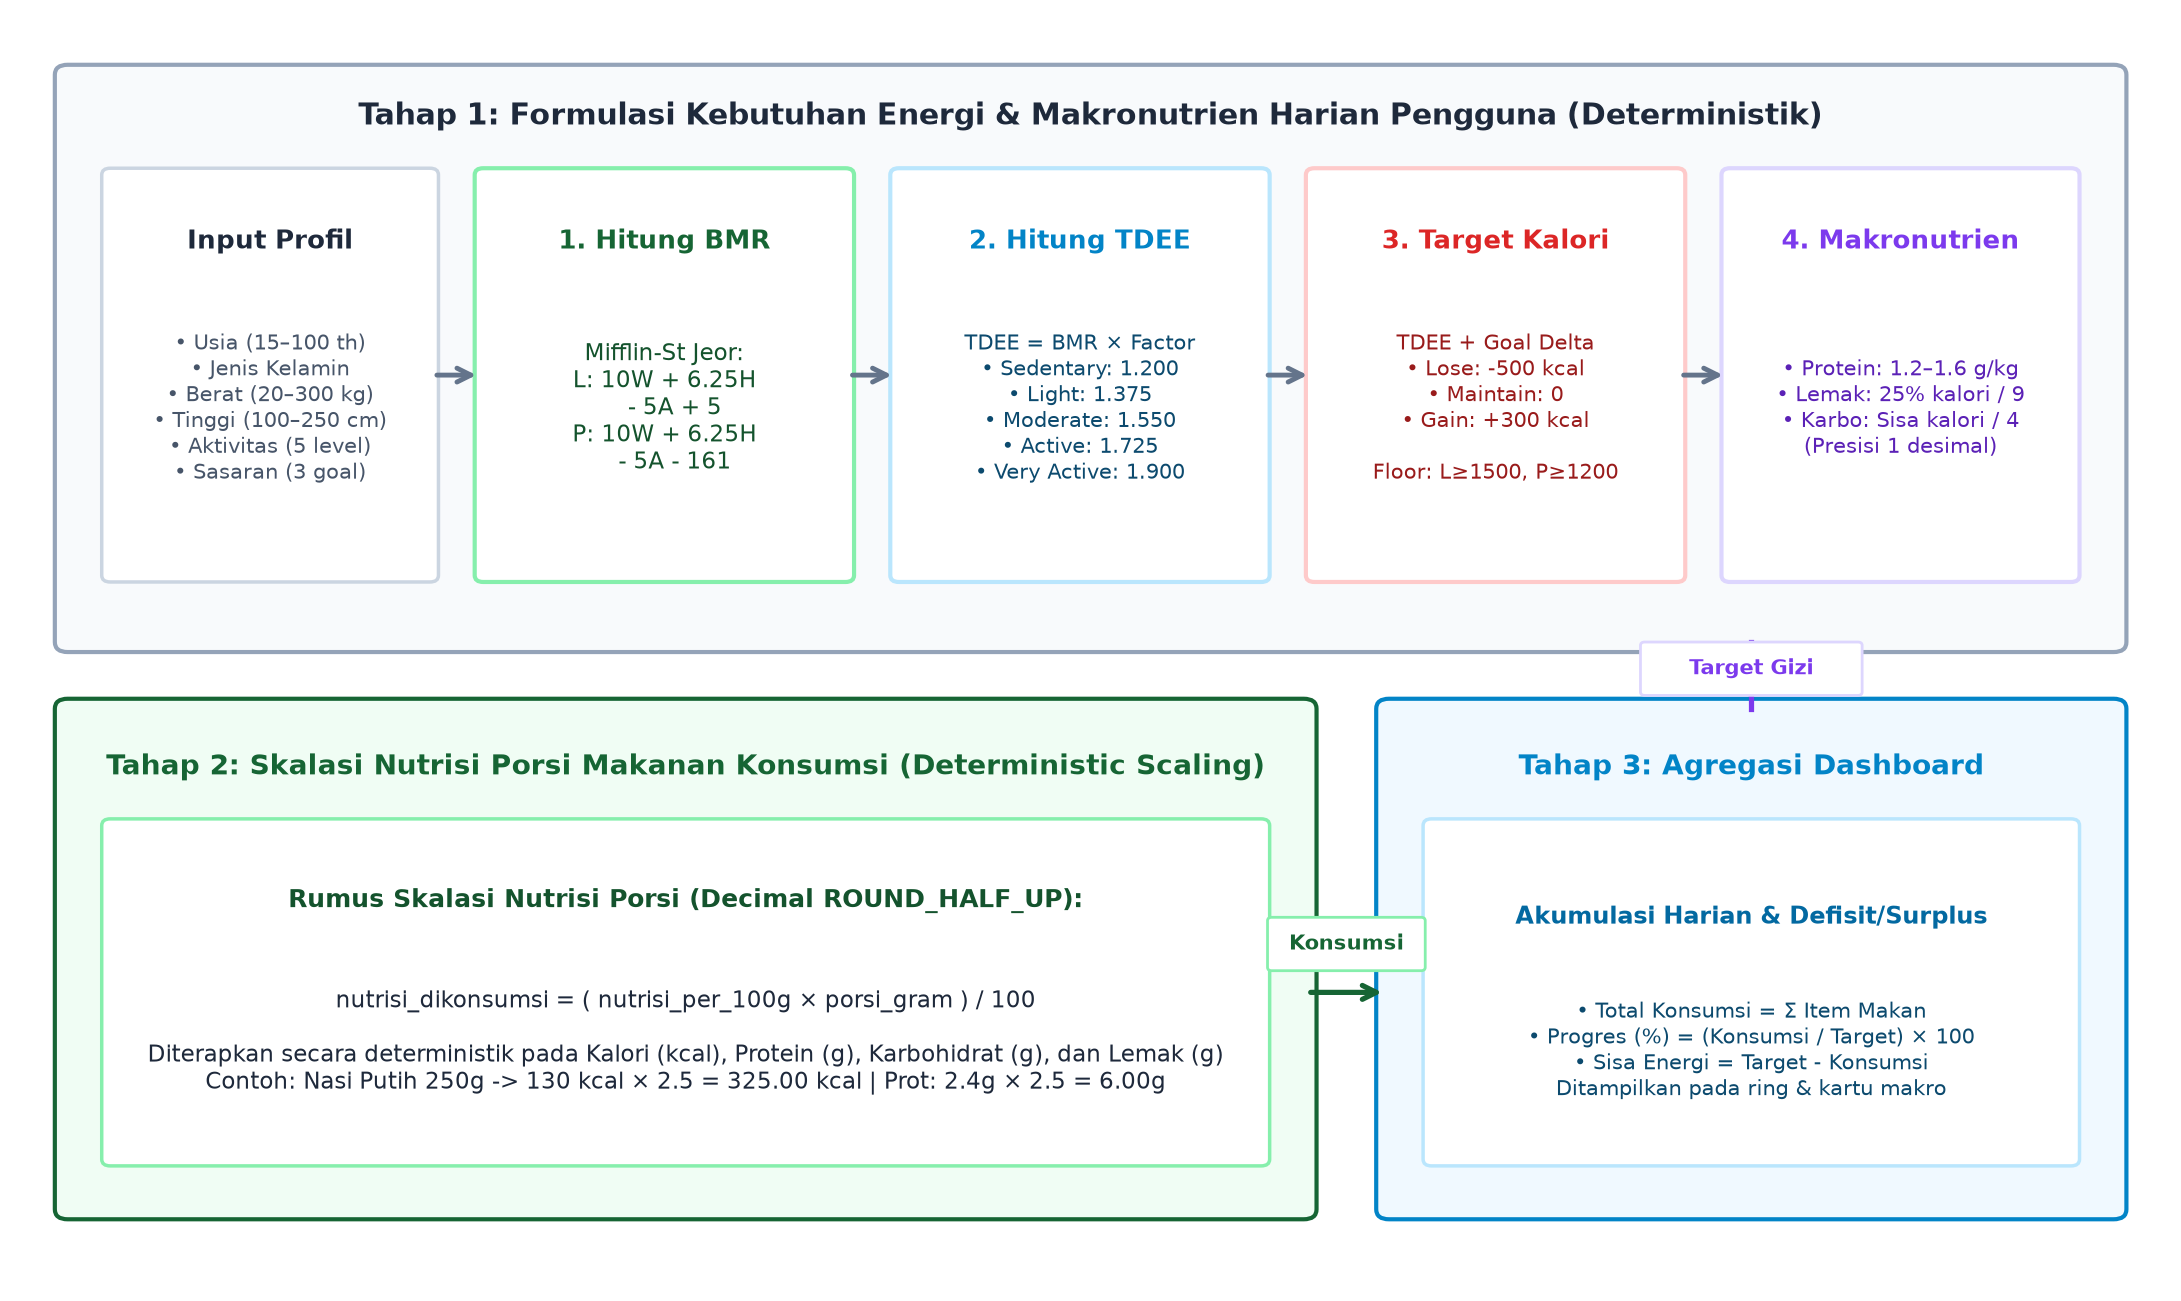 Tahap 1: Formulasi Kebutuhan Energi & Makronutrien Harian Pengguna (Deterministik)
Input Profil
• Usia (15–100 th)
• Jenis Kelamin
• Berat (20–300 kg)
• Tinggi (100–250 cm)
• Aktivitas (5 level)
• Sasaran (3 goal)
1. Hitung BMR
Mifflin-St Jeor:
L: 10W + 6.25H
- 5A + 5
P: 10W + 6.25H
- 5A - 161
2. Hitung TDEE
TDEE = BMR × Factor
• Sedentary: 1.200
• Light: 1.375
• Moderate: 1.550
• Active: 1.725
• Very Active: 1.900
3. Target Kalori
TDEE + Goal Delta
• Lose: -500 kcal
• Maintain: 0
• Gain: +300 kcal
Floor: L≥1500, P≥1200
4. Makronutrien
• Protein: 1.2–1.6 g/kg
• Lemak: 25% kalori / 9
• Karbo: Sisa kalori / 4
(Presisi 1 desimal)
Target Gizi
Tahap 2: Skalasi Nutrisi Porsi Makanan Konsumsi (Deterministic Scaling)
Rumus Skalasi Nutrisi Porsi (Decimal ROUND_HALF_UP):
nutrisi_dikonsumsi = ( nutrisi_per_100g × porsi_gram ) / 100
Diterapkan secara deterministik pada Kalori (kcal), Protein (g), Karbohidrat (g), dan Lemak (g)
Contoh: Nasi Putih 250g -> 130 kcal × 2.5 = 325.00 kcal | Prot: 2.4g × 2.5 = 6.00g
Konsumsi
Tahap 3: Agregasi Dashboard
Akumulasi Harian & Defisit/Surplus
• Total Konsumsi = Σ Item Makan
• Progres (%) = (Konsumsi / Target) × 100
• Sisa Energi = Target - Konsumsi
Ditampilkan pada ring & kartu makro